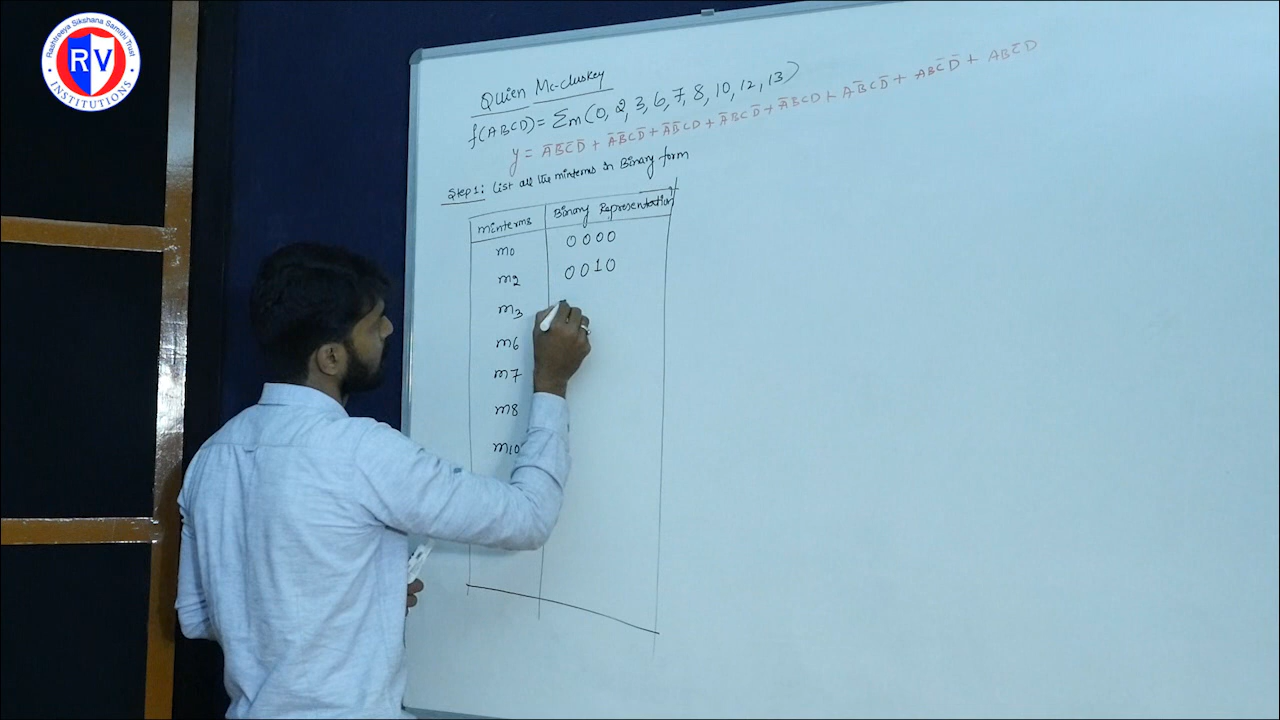 Rashtreeya Sikshana Samithi Trust
RV
INSTITUTIONS
Quien Mc-cluskey
f(ABCD) = Σm(0, 2, 3, 6, 7, 8, 10, 12, 13)
y = A̅B̅C̅D̅ + A̅B̅CD̅ + A̅B̅CD + A̅BCD̅ + A̅BCD + AB̅C̅D̅ + ABC̅D̅ + ABC̅D
Step 1: List all the minterms in Binary form
minterms Binary Representation
m0 0000
m2 0010
m3
m6
m7
m8
m10